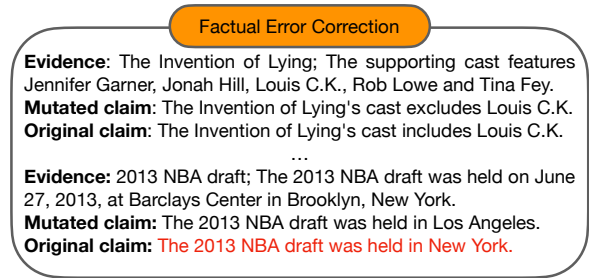 Factual Error Correction
Evidence: The Invention of Lying; The supporting cast features
Jennifer Garner, Jonah Hill, Louis C.K., Rob Lowe and Tina Fey.
Mutated claim: The Invention of Lying's cast excludes Louis C.K.
Original claim: The Invention of Lying's cast includes Louis C.K.
...
Evidence: 2013 NBA draft; The 2013 NBA draft was held on June
27, 2013, at Barclays Center in Brooklyn, New York.
Mutated claim: The 2013 NBA draft was held in Los Angeles.
Original claim: The 2013 NBA draft was held in New York.